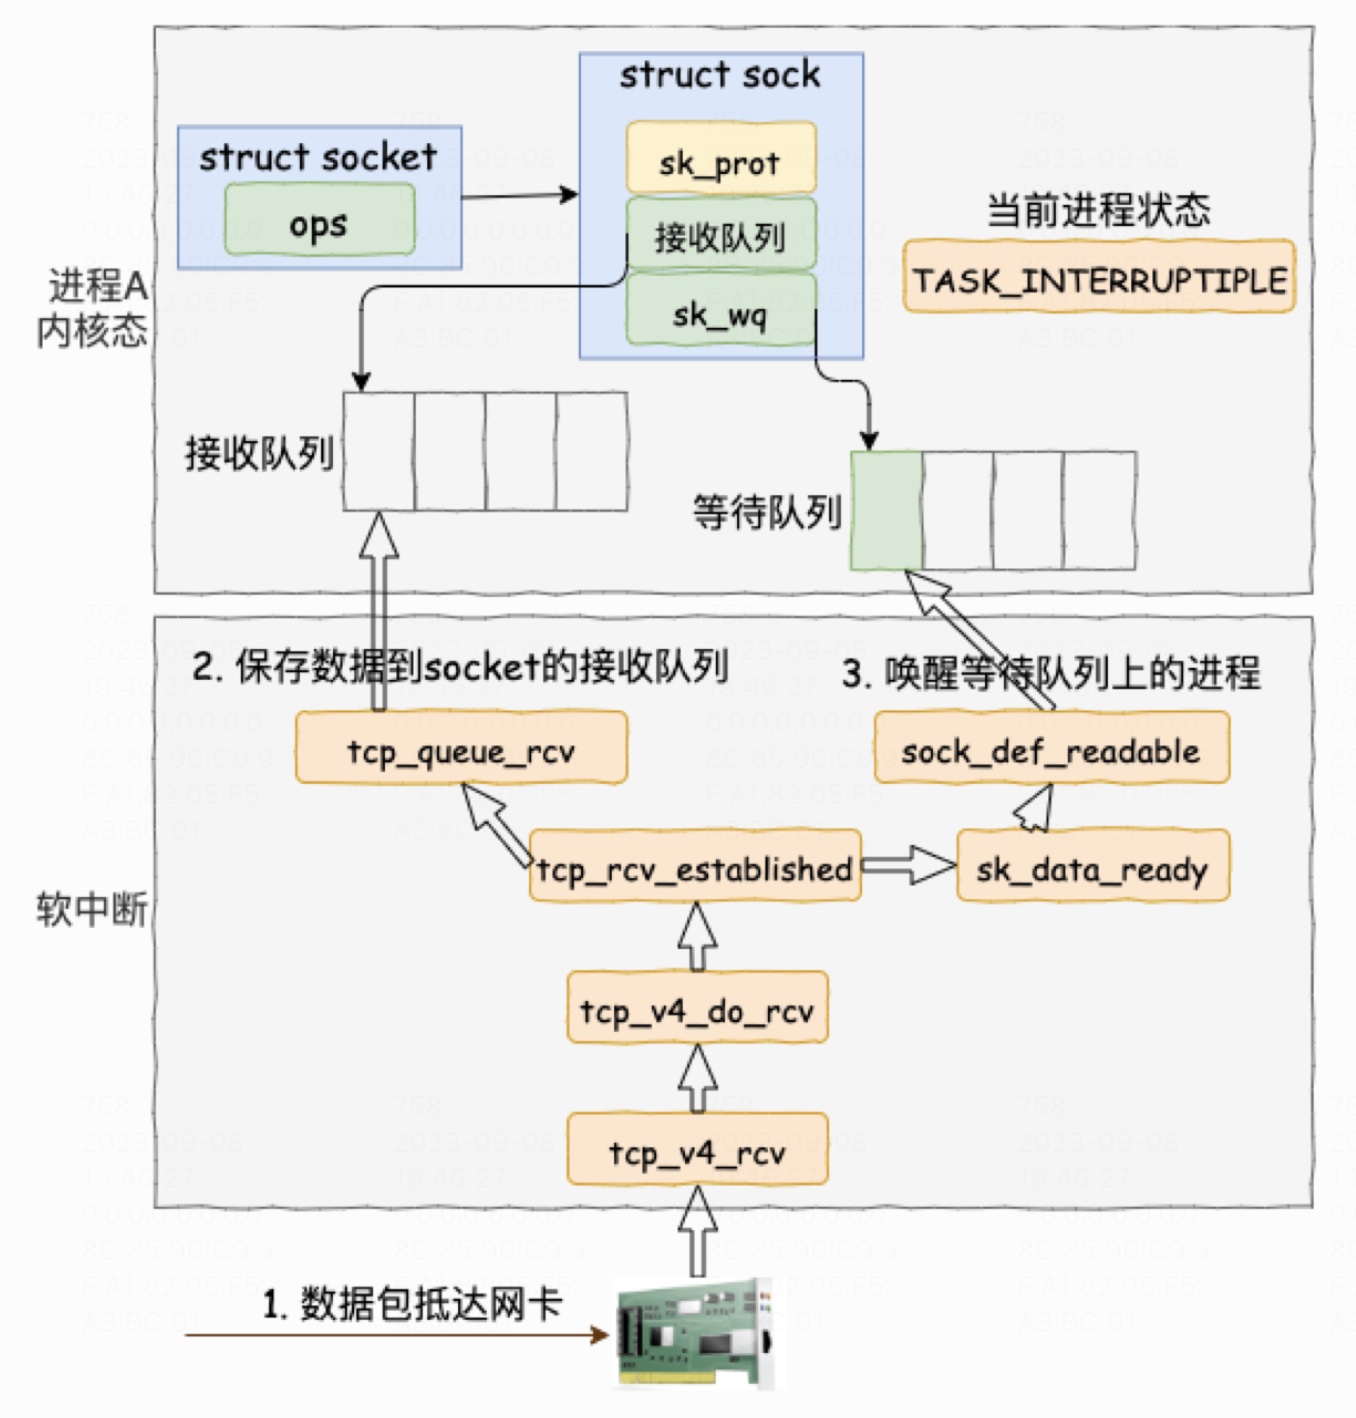 struct sock
struct socket
sk_prot
ops
接收队列
sk_wq
当前进程状态
TASK_INTERRUPTIPLE
进程A
内核态
接收队列
等待队列
2. 保存数据到socket的接收队列
3. 唤醒等待队列上的进程
tcp_queue_rcv
sock_def_readable
tcp_rcv_established
sk_data_ready
软中断
tcp_v4_do_rcv
tcp_v4_rcv
1. 数据包抵达网卡